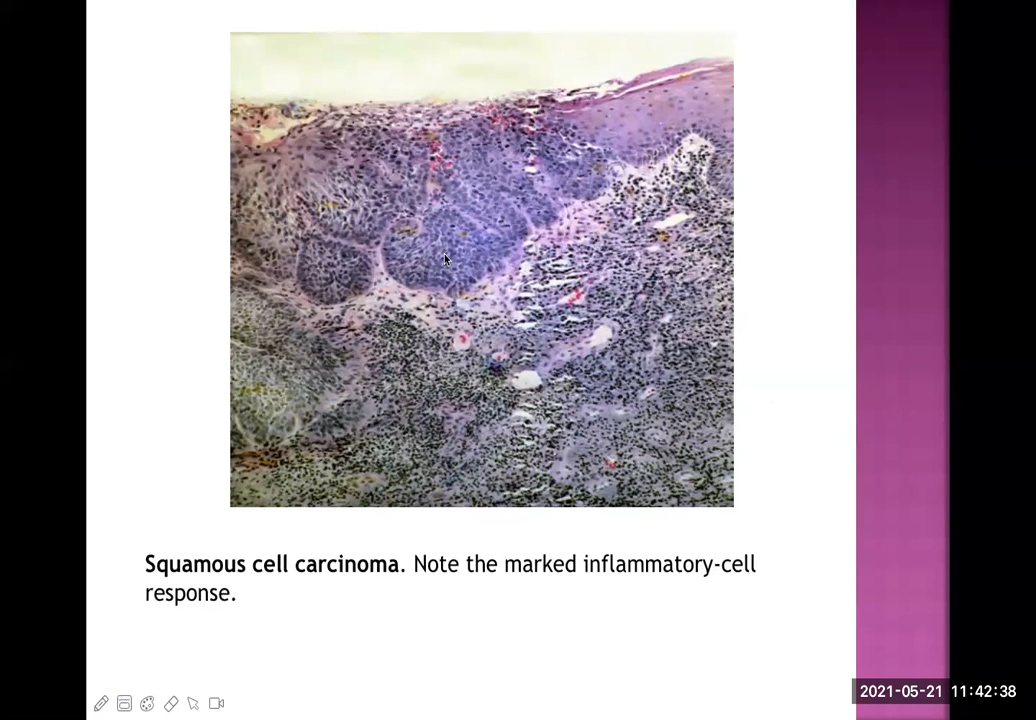 Squamous cell carcinoma. Note the marked inflammatory-cell
response.
2021-05-21 11:42:38